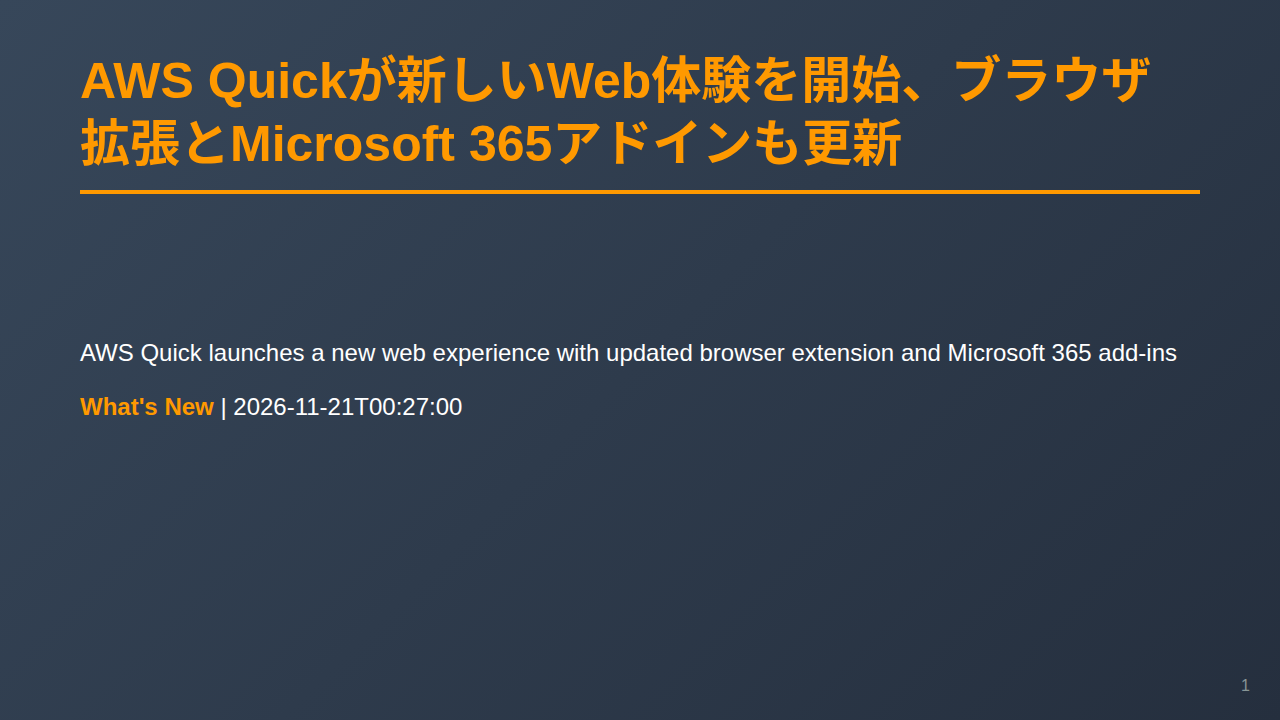 AWS Quickが新しいWeb体験を開始、ブラウザ
拡張とMicrosoft 365アドインも更新
AWS Quick launches a new web experience with updated browser extension and Microsoft 365 add-ins
What's New | 2026-11-21T00:27:00
1